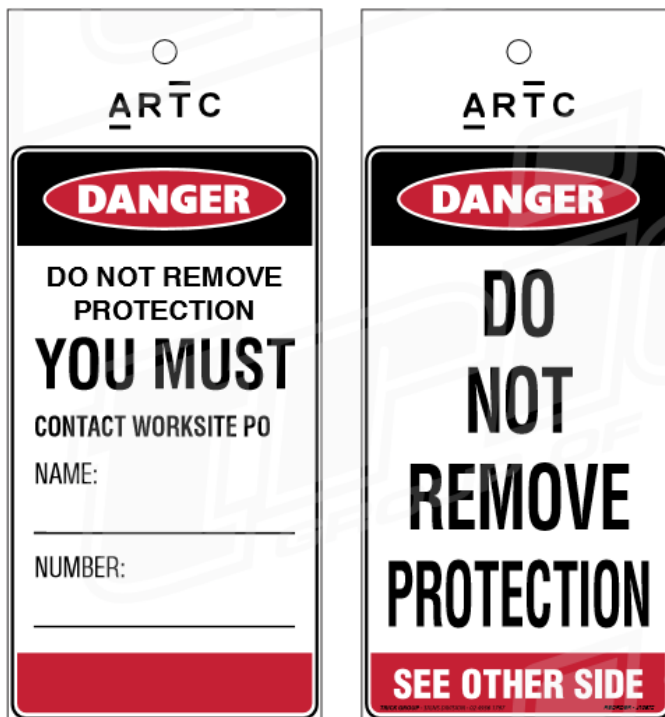 ARTC
DANGER
DO NOT REMOVE
PROTECTION
YOU MUST
CONTACT WORKSITE PO
NAME:
NUMBER:
ARTC
DANGER
DO
NOT
REMOVE
PROTECTION
SEE OTHER SIDE